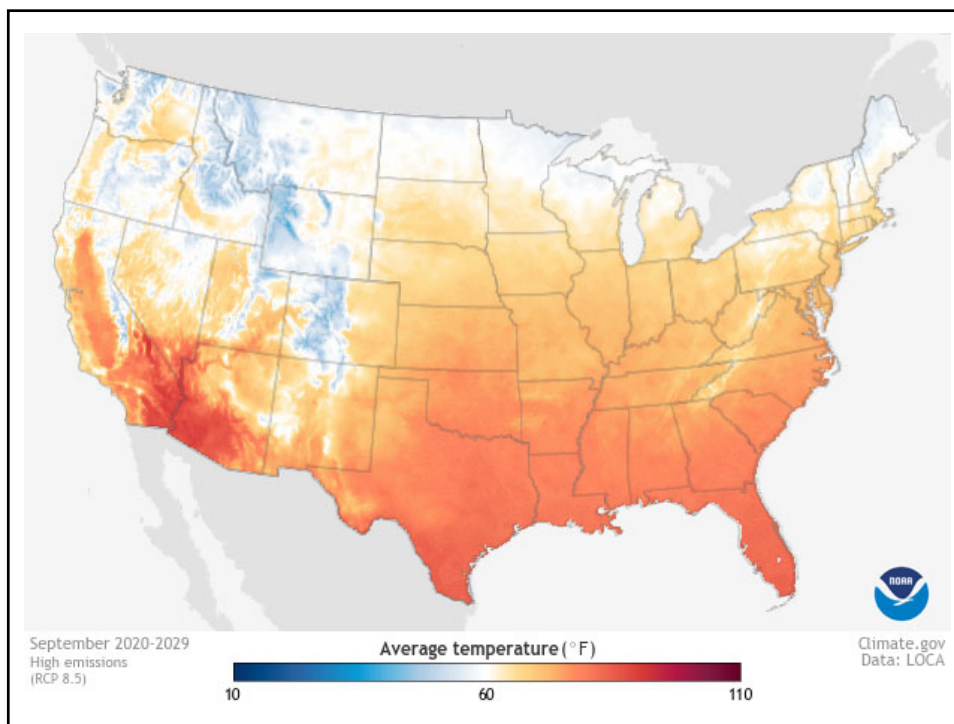 NOAA
September 2020-2029
High emissions
(RCP 8.5)
Average temperature(°F)
10
60
110
Climate.gov
Data: LOCA